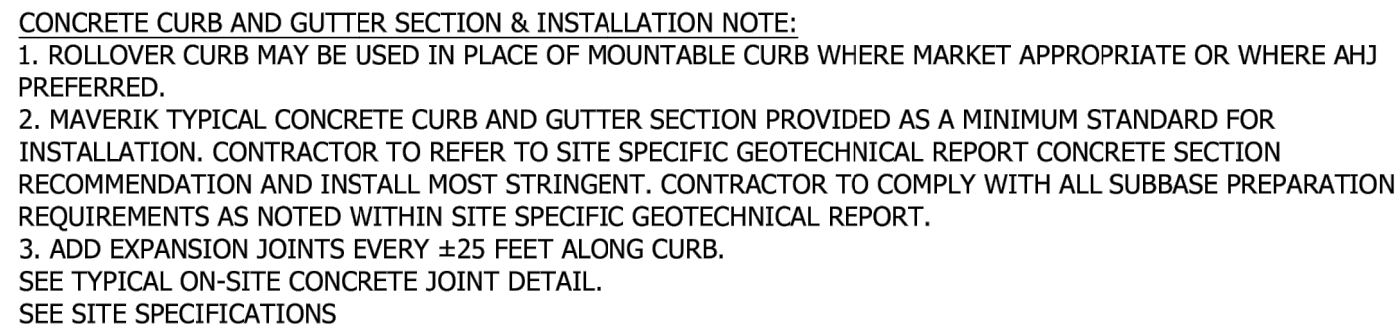 CONCRETE CURB AND GUTTER SECTION & INSTALLATION NOTE:
1. ROLLOVER CURB MAY BE USED IN PLACE OF MOUNTABLE CURB WHERE MARKET APPROPRIATE OR WHERE AHJ
PREFERRED.
2. MAVERIK TYPICAL CONCRETE CURB AND GUTTER SECTION PROVIDED AS A MINIMUM STANDARD FOR
INSTALLATION. CONTRACTOR TO REFER TO SITE SPECIFIC GEOTECHNICAL REPORT CONCRETE SECTION
RECOMMENDATION AND INSTALL MOST STRINGENT. CONTRACTOR TO COMPLY WITH ALL SUBBASE PREPARATION
REQUIREMENTS AS NOTED WITHIN SITE SPECIFIC GEOTECHNICAL REPORT.
3. ADD EXPANSION JOINTS EVERY ±25 FEET ALONG CURB.
SEE TYPICAL ON-SITE CONCRETE JOINT DETAIL.
SEE SITE SPECIFICATIONS